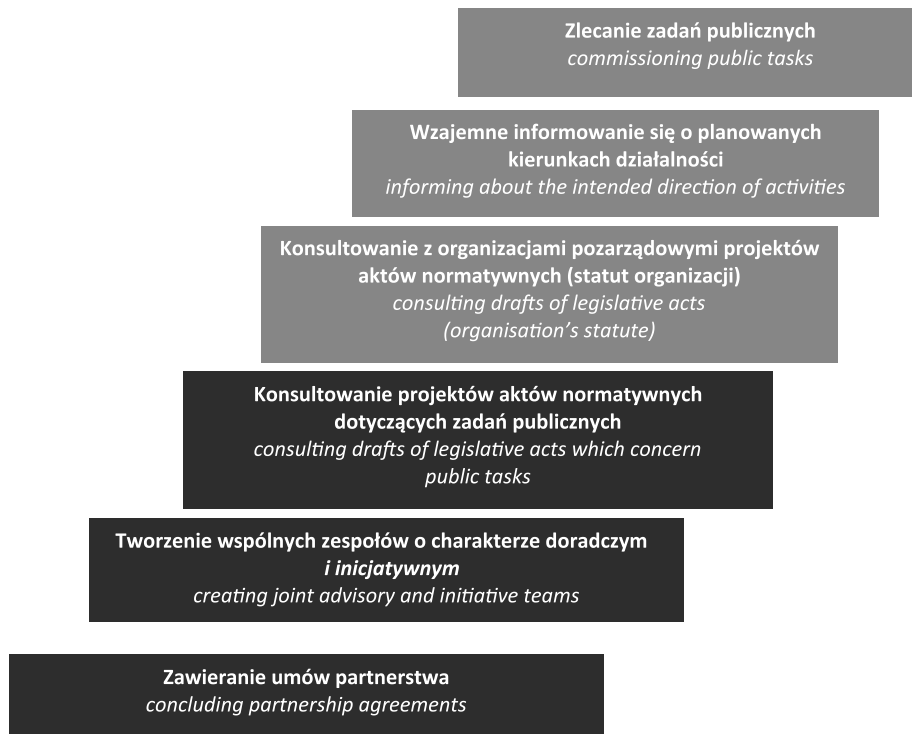 Zlecanie zadań publicznych
commissioning public tasks
Wzajemne informowanie się o planowanych
kierunkach działalności
informing about the intended direction of activities
Konsultowanie z organizacjami pozarządowymi projektów
aktów normatywnych (statut organizacji)
consulting drafts of legislative acts
(organisation's statute)
Konsultowanie projektów aktów normatywnych
dotyczących zadań publicznych
consulting drafts of legislative acts which concern
public tasks
Tworzenie wspólnych zespołów o charakterze doradczym
i inicjatywnym
creating joint advisory and initiative teams
Zawieranie umów partnerstwa
concluding partnership agreements